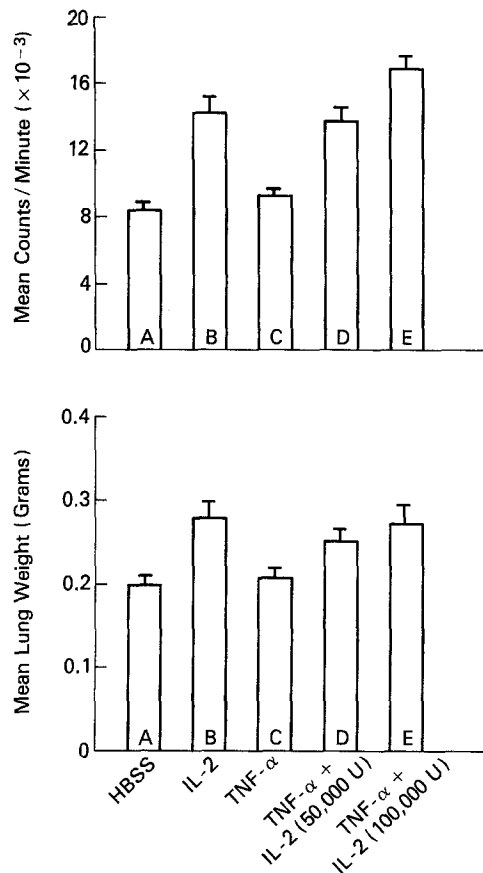 Mean Counts / Minute (× 10⁻³)
20
16
12
8
4
0
A B C D E
Mean Lung Weight (Grams)
0.4
0.3
0.2
0.1
0
A B C D E
HBSS
IL-2
TNF-α
TNF-α +
IL-2 (50,000 U)
TNF-α +
IL-2 (100,000 U)